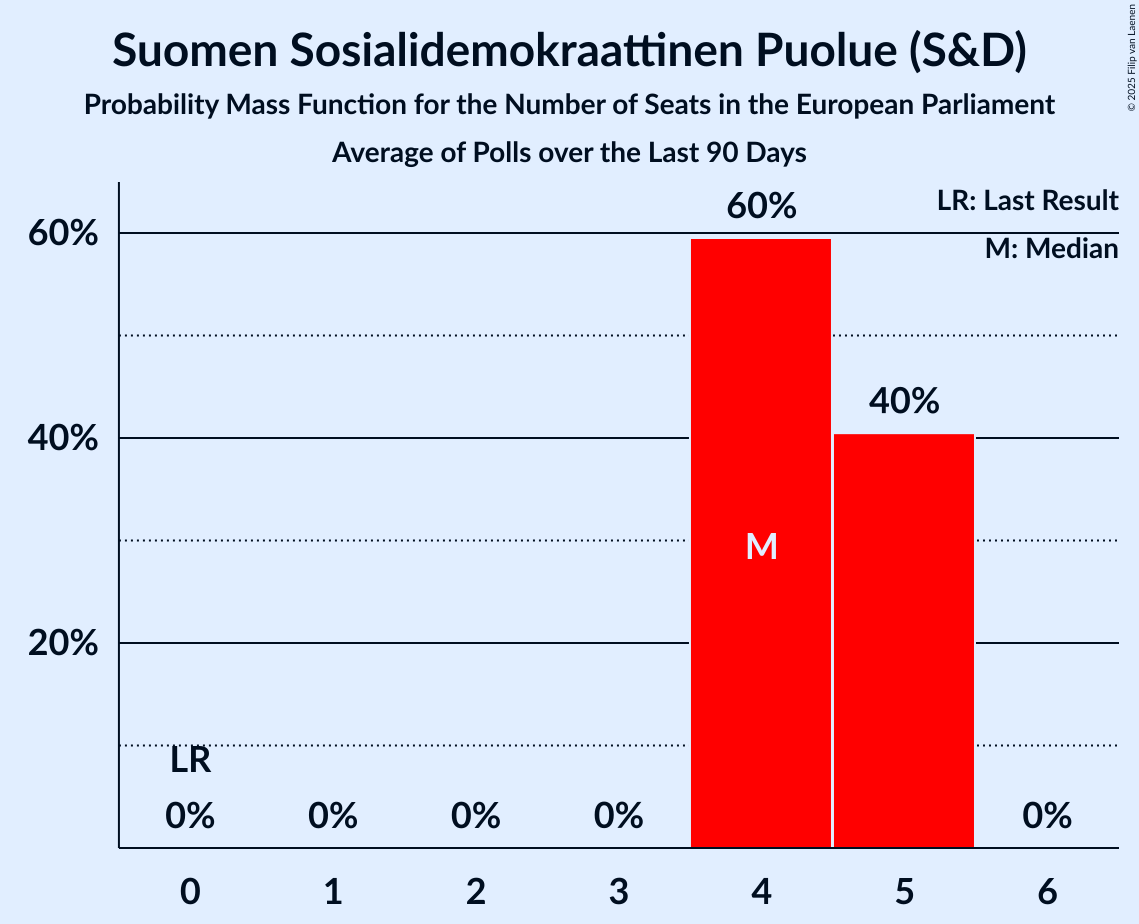 Suomen Sosialidemokraattinen Puolue (S&D)
Probability Mass Function for the Number of Seats in the European Parliament
Average of Polls over the Last 90 Days
© 2025 Filip van Laenen
LR: Last Result
M: Median
60%
40%
20%
60%
40%
M
LR
0%
0%
0%
0%
0%
0
1
2
3
4
5
6